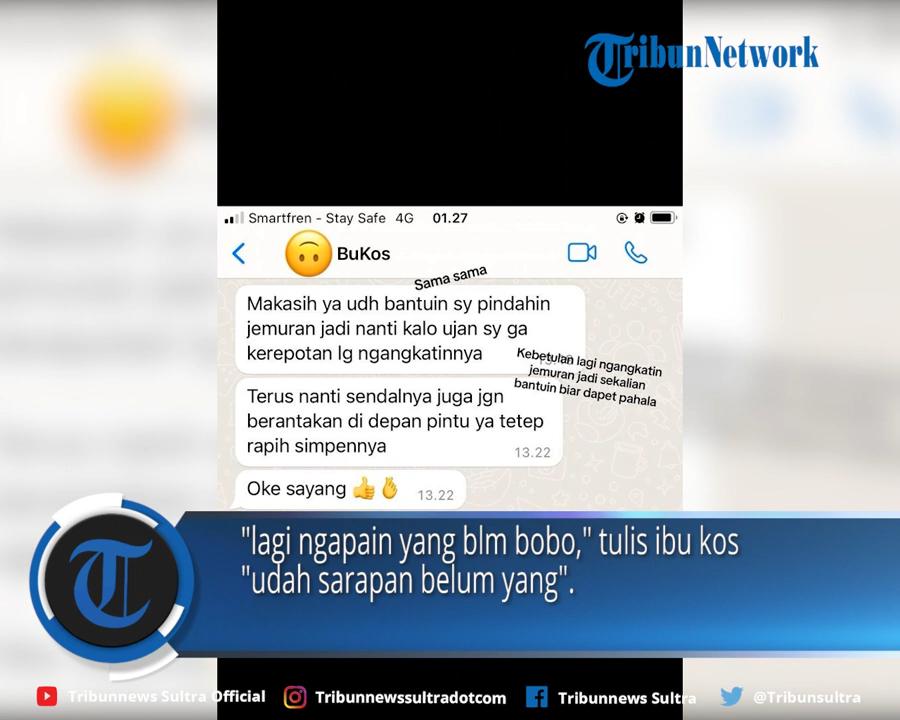 TribunNetwork
Smartfren - Stay Safe 4G 01.27
BuKos
Sama sama
Makasih ya udh bantuin sy pindahin
jemuran jadi nanti kalo ujan sy ga
kerepotan lg ngangkatinnya
Kebetulan lagi ngangkatin
jemuran jadi sekalian
bantuin biar dapet pahala
Terus nanti sendalnya juga jgn
berantakan di depan pintu ya tetep
rapih simpennya
13.22
Oke sayang 👍🫰 13.22
"lagi ngapain yang blm bobo," tulis ibu kos
"udah sarapan belum yang".
Tribunnews Sultra Official Tribunnewssultradotcom Tribunnews Sultra @Tribunsultra